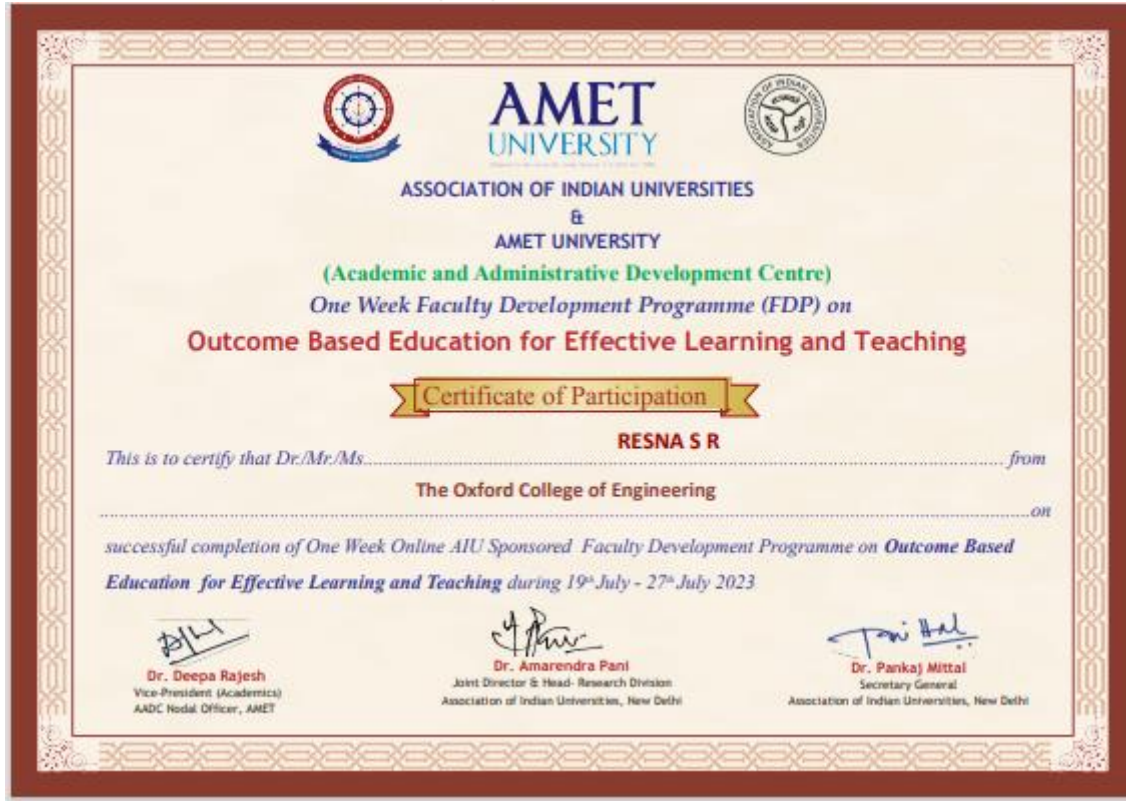 AMET
UNIVERSITY
ASSOCIATION OF INDIAN UNIVERSITIES
ASSOCIATION OF INDIAN UNIVERSITIES
&
AMET UNIVERSITY
(Academic and Administrative Development Centre)
One Week Faculty Development Programme (FDP) on
Outcome Based Education for Effective Learning and Teaching
Certificate of Participation
RESNA S R
This is to certify that Dr./Mr./Ms. from
The Oxford College of Engineering
on
successful completion of One Week Online AIU Sponsored Faculty Development Programme on Outcome Based
Education for Effective Learning and Teaching during 19th July - 27th July 2023
Dr. Deepa Rajesh
Vice-President (Academics)
AADC Nodal Officer, AMET
Dr. Amarendra Pani
Joint Director & Head- Research Division
Association of Indian Universities, New Delhi
Dr. Pankaj Mittal
Secretary General
Association of Indian Universities, New Delhi